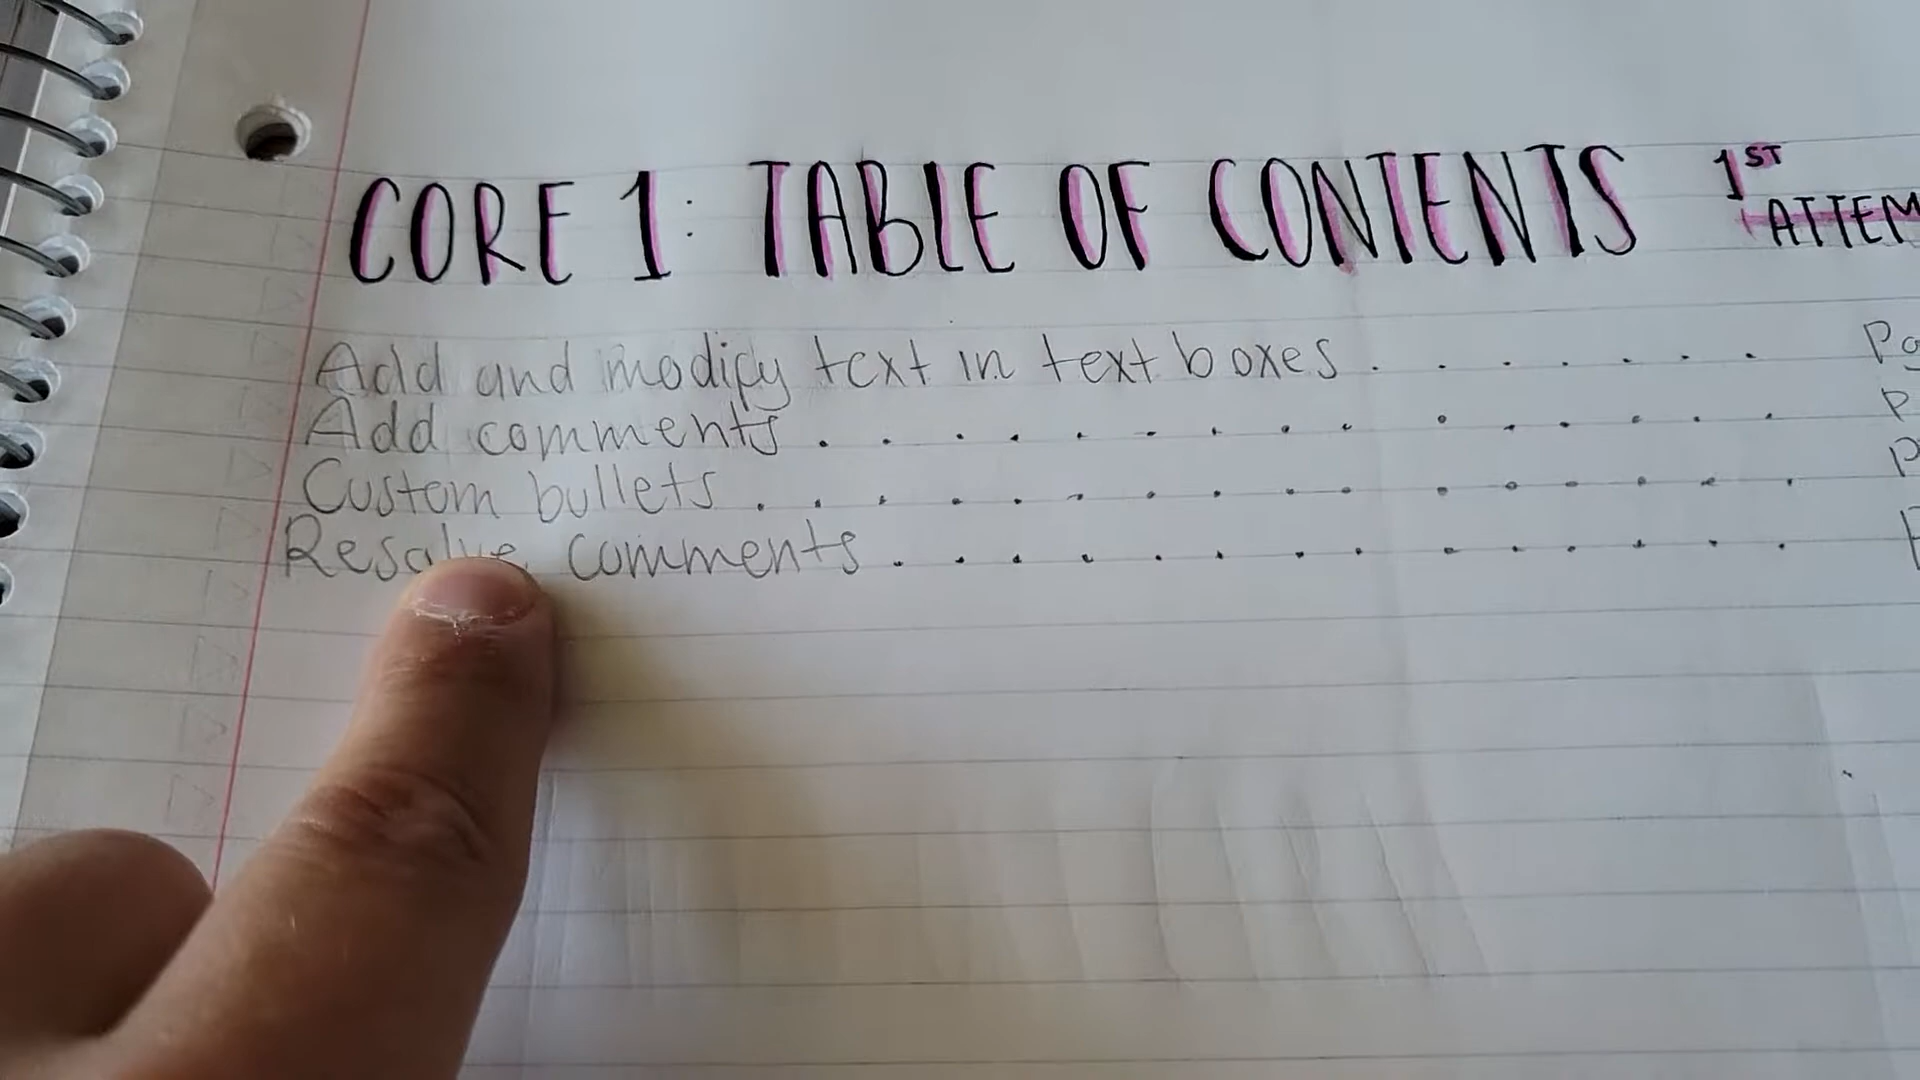 CORE 1: TABLE OF CONTENTS 1ST ATTEM
Add and modify text in text boxes . . . . . . . Pa
Add comments . . . . . . . . . . . . . . . P
Custom bullets . . . . . . . . . . . . . . . . P
Resolve comments . . . . . . . . . . . . . .